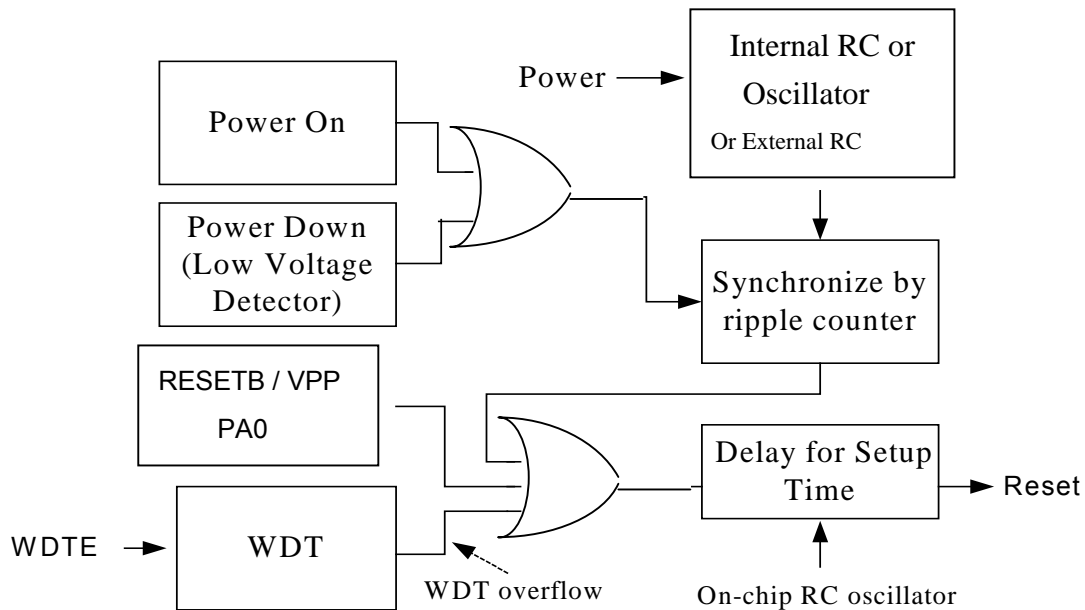 Internal RC or
Oscillator
Or External RC
Power
Power On
Power Down
(Low Voltage
Detector)
Synchronize by
ripple counter
RESETB / VPP
PA0
Delay for Setup
Time
Reset
WDTE
WDT
WDT overflow
On-chip RC oscillator